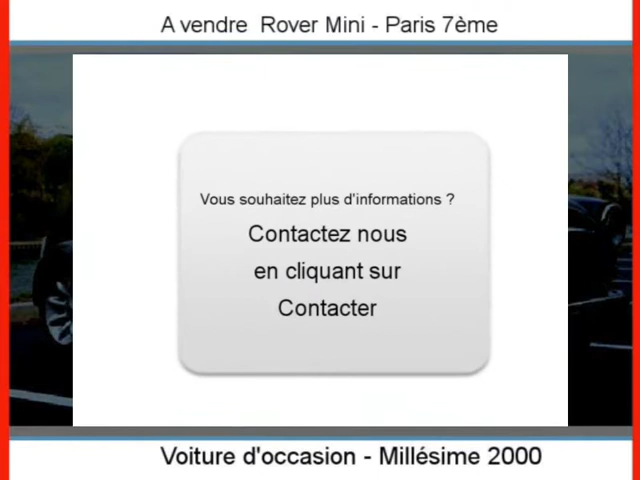 A vendre Rover Mini - Paris 7ème
Vous souhaitez plus d'informations ?
Contactez nous
en cliquant sur
Contacter
Voiture d'occasion - Millésime 2000